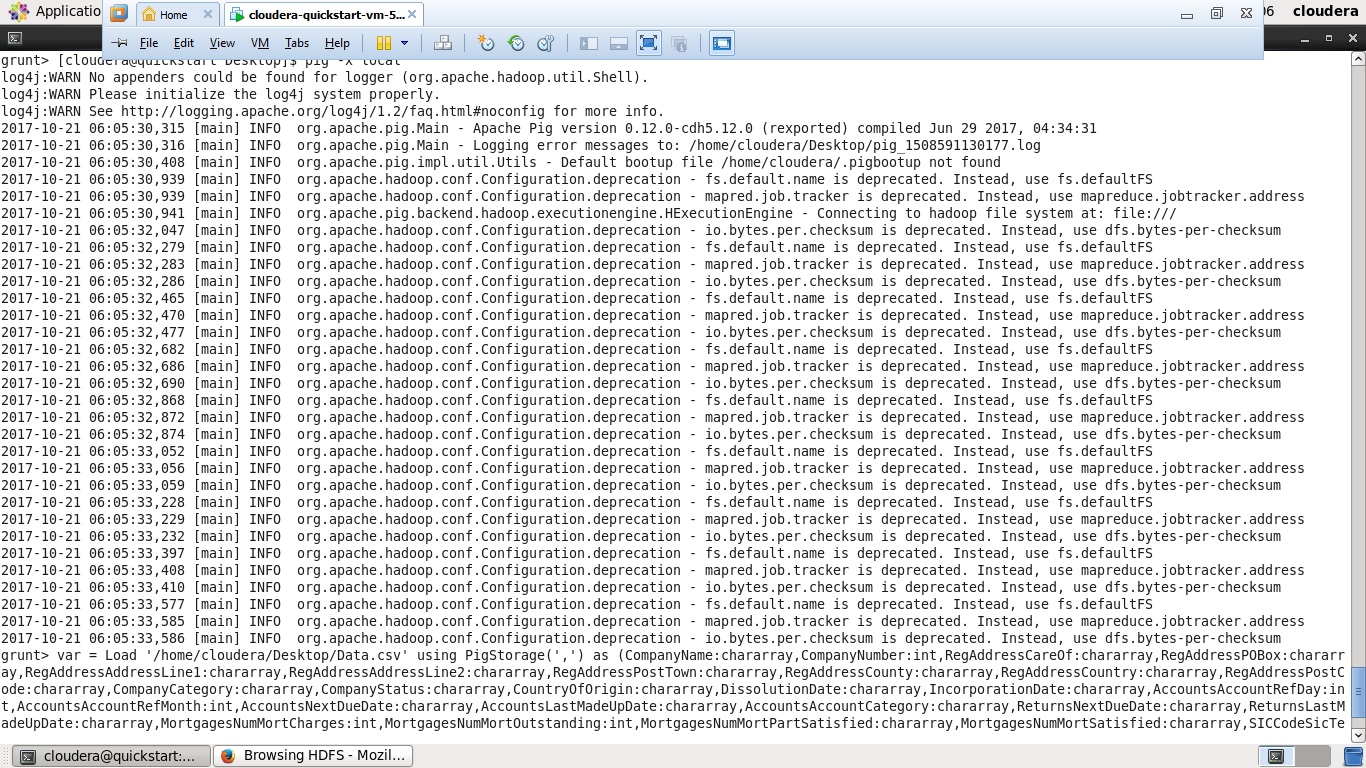 Applicatio
Home
cloudera-quickstart-vm-5...
06 cloudera
File Edit View VM Tabs Help
grunt> [cloudera@quickstart Desktop]$ pig -x local
log4j:WARN No appenders could be found for logger (org.apache.hadoop.util.Shell).
log4j:WARN Please initialize the log4j system properly.
log4j:WARN See http://logging.apache.org/log4j/1.2/faq.html#noconfig for more info.
2017-10-21 06:05:30,315 [main] INFO  org.apache.pig.Main - Apache Pig version 0.12.0-cdh5.12.0 (rexported) compiled Jun 29 2017, 04:34:31
2017-10-21 06:05:30,316 [main] INFO  org.apache.pig.Main - Logging error messages to: /home/cloudera/Desktop/pig_1508591130177.log
2017-10-21 06:05:30,408 [main] INFO  org.apache.pig.impl.util.Utils - Default bootup file /home/cloudera/.pigbootup not found
2017-10-21 06:05:30,939 [main] INFO  org.apache.hadoop.conf.Configuration.deprecation - fs.default.name is deprecated. Instead, use fs.defaultFS
2017-10-21 06:05:30,939 [main] INFO  org.apache.hadoop.conf.Configuration.deprecation - mapred.job.tracker is deprecated. Instead, use mapreduce.jobtracker.address
2017-10-21 06:05:30,941 [main] INFO  org.apache.pig.backend.hadoop.executionengine.HExecutionEngine - Connecting to hadoop file system at: file:///
2017-10-21 06:05:32,047 [main] INFO  org.apache.hadoop.conf.Configuration.deprecation - io.bytes.per.checksum is deprecated. Instead, use dfs.bytes-per-checksum
2017-10-21 06:05:32,279 [main] INFO  org.apache.hadoop.conf.Configuration.deprecation - fs.default.name is deprecated. Instead, use fs.defaultFS
2017-10-21 06:05:32,283 [main] INFO  org.apache.hadoop.conf.Configuration.deprecation - mapred.job.tracker is deprecated. Instead, use mapreduce.jobtracker.address
2017-10-21 06:05:32,286 [main] INFO  org.apache.hadoop.conf.Configuration.deprecation - io.bytes.per.checksum is deprecated. Instead, use dfs.bytes-per-checksum
2017-10-21 06:05:32,465 [main] INFO  org.apache.hadoop.conf.Configuration.deprecation - fs.default.name is deprecated. Instead, use fs.defaultFS
2017-10-21 06:05:32,470 [main] INFO  org.apache.hadoop.conf.Configuration.deprecation - mapred.job.tracker is deprecated. Instead, use mapreduce.jobtracker.address
2017-10-21 06:05:32,477 [main] INFO  org.apache.hadoop.conf.Configuration.deprecation - io.bytes.per.checksum is deprecated. Instead, use dfs.bytes-per-checksum
2017-10-21 06:05:32,682 [main] INFO  org.apache.hadoop.conf.Configuration.deprecation - fs.default.name is deprecated. Instead, use fs.defaultFS
2017-10-21 06:05:32,686 [main] INFO  org.apache.hadoop.conf.Configuration.deprecation - mapred.job.tracker is deprecated. Instead, use mapreduce.jobtracker.address
2017-10-21 06:05:32,690 [main] INFO  org.apache.hadoop.conf.Configuration.deprecation - io.bytes.per.checksum is deprecated. Instead, use dfs.bytes-per-checksum
2017-10-21 06:05:32,868 [main] INFO  org.apache.hadoop.conf.Configuration.deprecation - fs.default.name is deprecated. Instead, use fs.defaultFS
2017-10-21 06:05:32,872 [main] INFO  org.apache.hadoop.conf.Configuration.deprecation - mapred.job.tracker is deprecated. Instead, use mapreduce.jobtracker.address
2017-10-21 06:05:32,874 [main] INFO  org.apache.hadoop.conf.Configuration.deprecation - io.bytes.per.checksum is deprecated. Instead, use dfs.bytes-per-checksum
2017-10-21 06:05:33,052 [main] INFO  org.apache.hadoop.conf.Configuration.deprecation - fs.default.name is deprecated. Instead, use fs.defaultFS
2017-10-21 06:05:33,056 [main] INFO  org.apache.hadoop.conf.Configuration.deprecation - mapred.job.tracker is deprecated. Instead, use mapreduce.jobtracker.address
2017-10-21 06:05:33,059 [main] INFO  org.apache.hadoop.conf.Configuration.deprecation - io.bytes.per.checksum is deprecated. Instead, use dfs.bytes-per-checksum
2017-10-21 06:05:33,228 [main] INFO  org.apache.hadoop.conf.Configuration.deprecation - fs.default.name is deprecated. Instead, use fs.defaultFS
2017-10-21 06:05:33,229 [main] INFO  org.apache.hadoop.conf.Configuration.deprecation - mapred.job.tracker is deprecated. Instead, use mapreduce.jobtracker.address
2017-10-21 06:05:33,232 [main] INFO  org.apache.hadoop.conf.Configuration.deprecation - io.bytes.per.checksum is deprecated. Instead, use dfs.bytes-per-checksum
2017-10-21 06:05:33,397 [main] INFO  org.apache.hadoop.conf.Configuration.deprecation - fs.default.name is deprecated. Instead, use fs.defaultFS
2017-10-21 06:05:33,408 [main] INFO  org.apache.hadoop.conf.Configuration.deprecation - mapred.job.tracker is deprecated. Instead, use mapreduce.jobtracker.address
2017-10-21 06:05:33,410 [main] INFO  org.apache.hadoop.conf.Configuration.deprecation - io.bytes.per.checksum is deprecated. Instead, use dfs.bytes-per-checksum
2017-10-21 06:05:33,577 [main] INFO  org.apache.hadoop.conf.Configuration.deprecation - fs.default.name is deprecated. Instead, use fs.defaultFS
2017-10-21 06:05:33,585 [main] INFO  org.apache.hadoop.conf.Configuration.deprecation - mapred.job.tracker is deprecated. Instead, use mapreduce.jobtracker.address
2017-10-21 06:05:33,586 [main] INFO  org.apache.hadoop.conf.Configuration.deprecation - io.bytes.per.checksum is deprecated. Instead, use dfs.bytes-per-checksum
grunt> var = Load '/home/cloudera/Desktop/Data.csv' using PigStorage(',') as (CompanyName:chararray,CompanyNumber:int,RegAddressCareOf:chararray,RegAddressPOBox:chararr
ay,RegAddressAddressLine1:chararray,RegAddressAddressLine2:chararray,RegAddressPostTown:chararray,RegAddressCounty:chararray,RegAddressCountry:chararray,RegAddressPostC
ode:chararray,CompanyCategory:chararray,CompanyStatus:chararray,CountryOfOrigin:chararray,DissolutionDate:chararray,IncorporationDate:chararray,AccountsAccountRefDay:in
t,AccountsAccountRefMonth:int,AccountsNextDueDate:chararray,AccountsLastMadeUpDate:chararray,AccountsAccountCategory:chararray,ReturnsNextDueDate:chararray,ReturnsLastM
adeUpDate:chararray,MortgagesNumMortCharges:int,MortgagesNumMortOutstanding:int,MortgagesNumMortPartSatisfied:chararray,MortgagesNumMortSatisfied:chararray,SICCodeSicTe
cloudera@quickstart:... Browsing HDFS - Mozil...